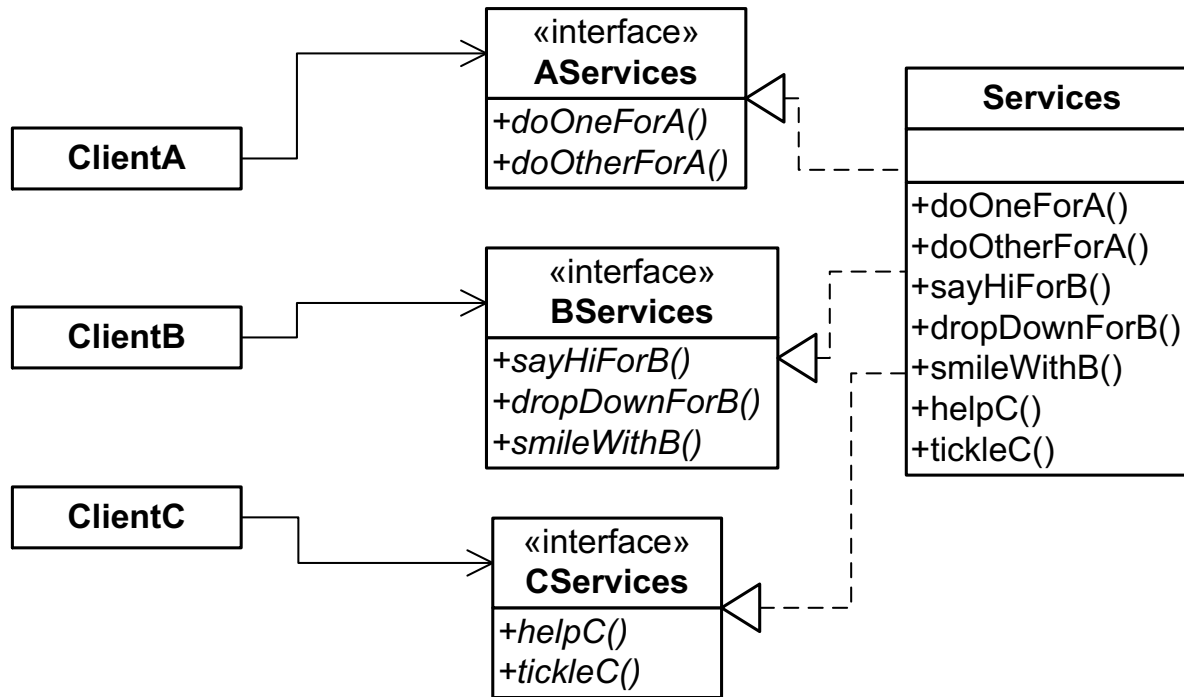 «interface»
AServices
+doOneForA()
+doOtherForA()
Services
+doOneForA()
+doOtherForA()
+sayHiForB()
+dropDownForB()
+smileWithB()
+helpC()
+tickleC()
ClientA
«interface»
BServices
+sayHiForB()
+dropDownForB()
+smileWithB()
ClientB
ClientC
«interface»
CServices
+helpC()
+tickleC()